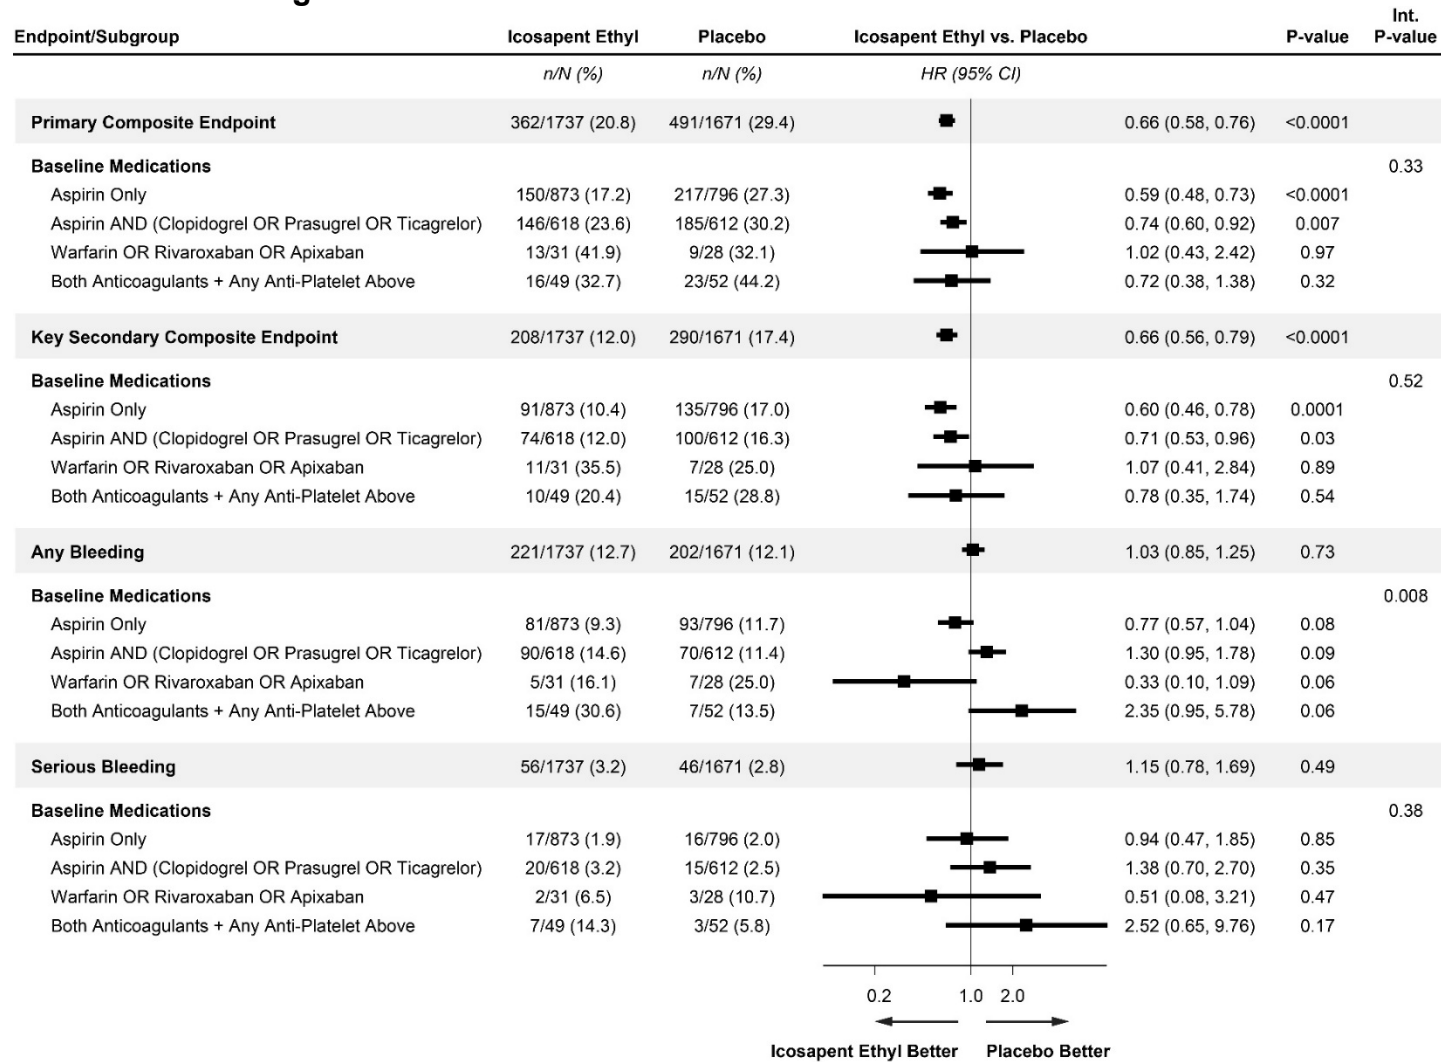 Int.
Endpoint/Subgroup Icosapent Ethyl Placebo Icosapent Ethyl vs. Placebo P-value P-value
n/N (%) n/N (%) HR (95% CI)
Primary Composite Endpoint 362/1737 (20.8) 491/1671 (29.4) 0.66 (0.58, 0.76) <0.0001
Baseline Medications 0.33
Aspirin Only 150/873 (17.2) 217/796 (27.3) 0.59 (0.48, 0.73) <0.0001
Aspirin AND (Clopidogrel OR Prasugrel OR Ticagrelor) 146/618 (23.6) 185/612 (30.2) 0.74 (0.60, 0.92) 0.007
Warfarin OR Rivaroxaban OR Apixaban 13/31 (41.9) 9/28 (32.1) 1.02 (0.43, 2.42) 0.97
Both Anticoagulants + Any Anti-Platelet Above 16/49 (32.7) 23/52 (44.2) 0.72 (0.38, 1.38) 0.32
Key Secondary Composite Endpoint 208/1737 (12.0) 290/1671 (17.4) 0.66 (0.56, 0.79) <0.0001
Baseline Medications 0.52
Aspirin Only 91/873 (10.4) 135/796 (17.0) 0.60 (0.46, 0.78) 0.0001
Aspirin AND (Clopidogrel OR Prasugrel OR Ticagrelor) 74/618 (12.0) 100/612 (16.3) 0.71 (0.53, 0.96) 0.03
Warfarin OR Rivaroxaban OR Apixaban 11/31 (35.5) 7/28 (25.0) 1.07 (0.41, 2.84) 0.89
Both Anticoagulants + Any Anti-Platelet Above 10/49 (20.4) 15/52 (28.8) 0.78 (0.35, 1.74) 0.54
Any Bleeding 221/1737 (12.7) 202/1671 (12.1) 1.03 (0.85, 1.25) 0.73
Baseline Medications 0.008
Aspirin Only 81/873 (9.3) 93/796 (11.7) 0.77 (0.57, 1.04) 0.08
Aspirin AND (Clopidogrel OR Prasugrel OR Ticagrelor) 90/618 (14.6) 70/612 (11.4) 1.30 (0.95, 1.78) 0.09
Warfarin OR Rivaroxaban OR Apixaban 5/31 (16.1) 7/28 (25.0) 0.33 (0.10, 1.09) 0.06
Both Anticoagulants + Any Anti-Platelet Above 15/49 (30.6) 7/52 (13.5) 2.35 (0.95, 5.78) 0.06
Serious Bleeding 56/1737 (3.2) 46/1671 (2.8) 1.15 (0.78, 1.69) 0.49
Baseline Medications 0.38
Aspirin Only 17/873 (1.9) 16/796 (2.0) 0.94 (0.47, 1.85) 0.85
Aspirin AND (Clopidogrel OR Prasugrel OR Ticagrelor) 20/618 (3.2) 15/612 (2.5) 1.38 (0.70, 2.70) 0.35
Warfarin OR Rivaroxaban OR Apixaban 2/31 (6.5) 3/28 (10.7) 0.51 (0.08, 3.21) 0.47
Both Anticoagulants + Any Anti-Platelet Above 7/49 (14.3) 3/52 (5.8) 2.52 (0.65, 9.76) 0.17
0.2 1.0 2.0
Icosapent Ethyl Better Placebo Better